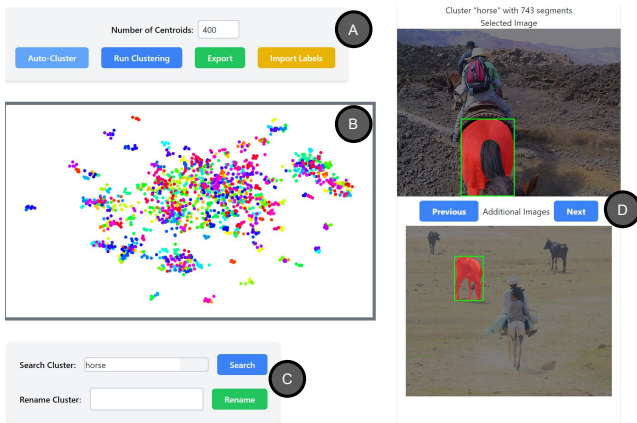 Number of Centroids: 400
A
Auto-Cluster Run Clustering Export Import Labels
B
Search Cluster: horse Search
C
Rename Cluster: Rename
Cluster "horse" with 743 segments
Selected Image
Previous Additional Images Next
D